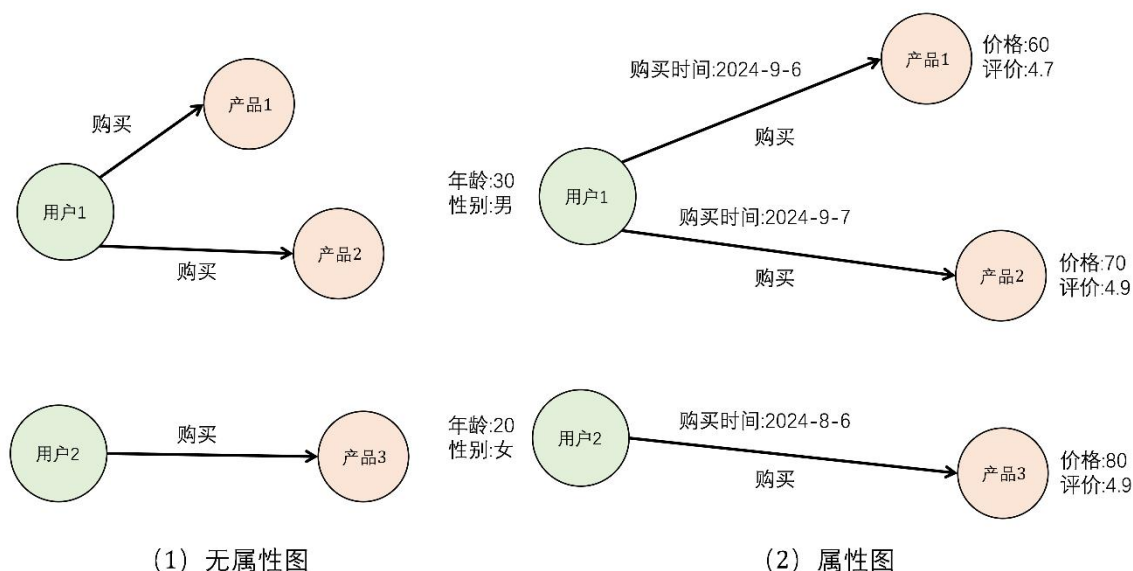 购买
产品1
用户1
购买
产品2
用户2
购买
产品3
(1) 无属性图
购买时间:2024-9-6
购买
产品1
价格:60
评价:4.7
年龄:30
性别:男
用户1
购买时间:2024-9-7
购买
产品2
价格:70
评价:4.9
年龄:20
性别:女
用户2
购买时间:2024-8-6
购买
产品3
价格:80
评价:4.9
(2) 属性图